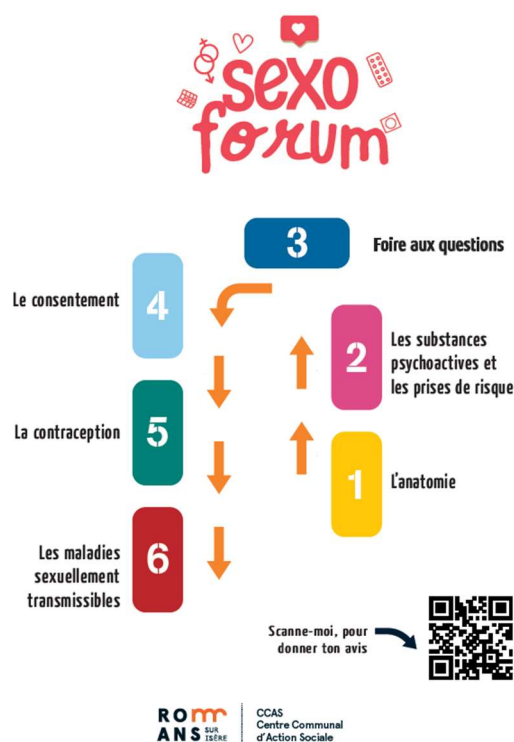 sexo
forum
3
Foire aux questions
Le consentement
4
2
Les substances
psychoactives et
les prises de risque
La contraception
5
1
L'anatomie
Les maladies
sexuellement
transmissibles
6
Scanne-moi, pour
donner ton avis
ROMANS
SUR
ISÈRE
CCAS
Centre Communal
d'Action Sociale